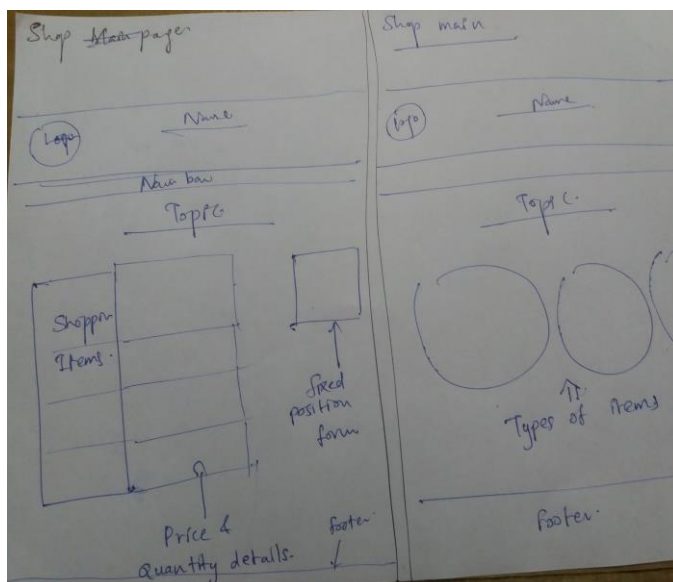 Shop page
Logo
Name
Nav bar
Topic
Shoppin
Items.
fixed
position
form
Price &
Quantity details.
footer.
Shop main
logo
Name
Topic.
Types of items
footer.